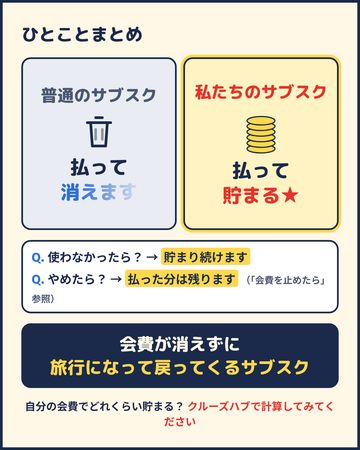 ひとことまとめ
普通のサブスク
払って
消えます
私たちのサブスク
払って
貯まる★
Q. 使わなかったら？ → 貯まり続けます
Q. やめたら？ → 払った分は残ります （「会費を止めたら」
参照）
会費が消えずに
旅行になって戻ってくるサブスク
自分の会費でどれくらい貯まる？ クルーズハブで計算してみてく
ださい